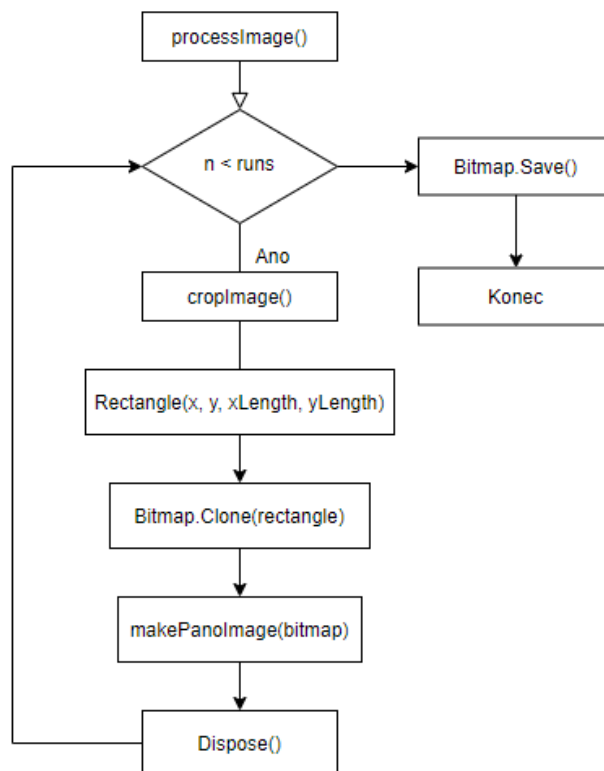 processImage()
n < runs
Bitmap.Save()
Ano
cropImage()
Konec
Rectangle(x, y, xLength, yLength)
Bitmap.Clone(rectangle)
makePanoImage(bitmap)
Dispose()